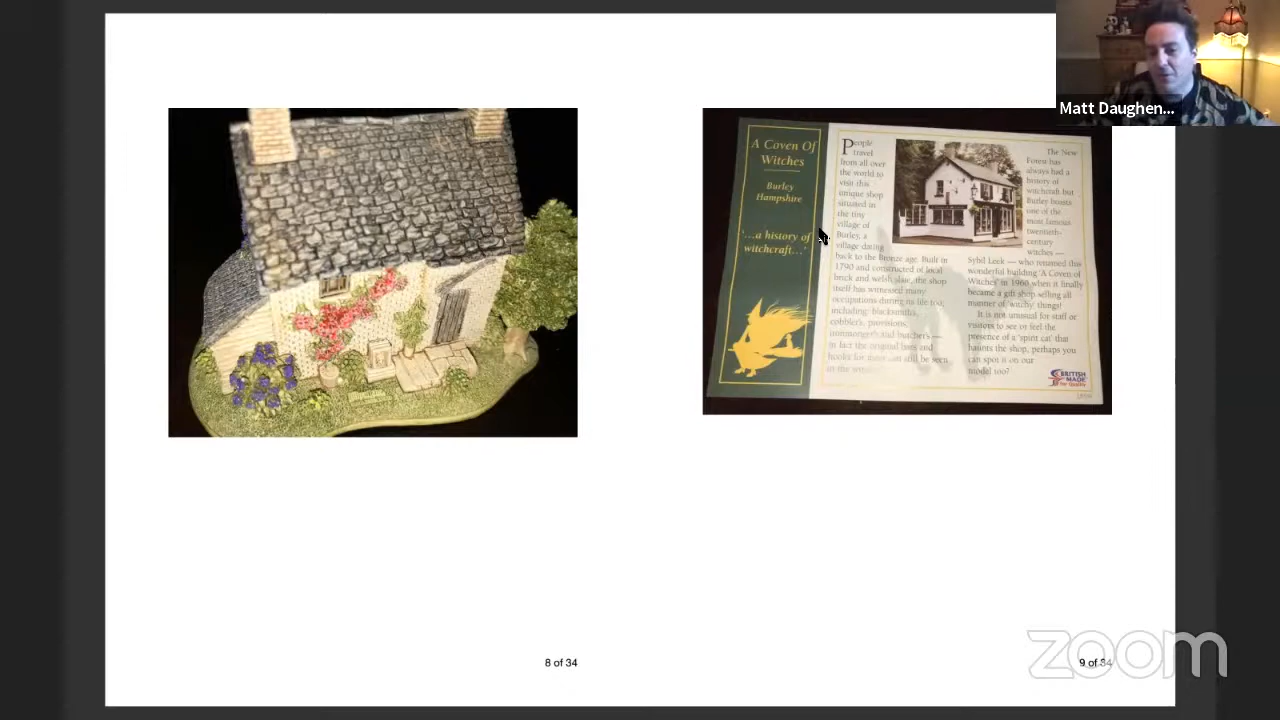 Matt Daughen...
A Coven Of
Witches
Burley
Hampshire
'...a history of
witchcraft...'
People
travel
from all over
the world to
visit this
unique shop
situated in
the tiny
village of
Burley, a
village dating
back to the Bronze age. Built in
1790 and constructed of local
brick and welsh slate, the shop
itself has witnessed many
occupations during its life too;
including: blacksmiths,
cobbler's, provisions,
ironmonger's and butcher's —
in fact the original bars and
hooks for these can still be seen
in the
The New
Forest has
always had a
history of
witchcraft but
Burley boasts
one of the
most famous
twentieth-
century
witches —
Sybil Leek — who renamed this
wonderful building 'A Coven of
Witches' in 1960 when it finally
became a gift shop selling all
manner of 'witchy' things!
It is not unusual for staff or
visitors to see or feel the
presence of a 'spirit cat' that
haunts the shop, perhaps you
can spot it on our
model too?
BRITISH
MADE
for Quality
8 of 34
9 of 34
zoom